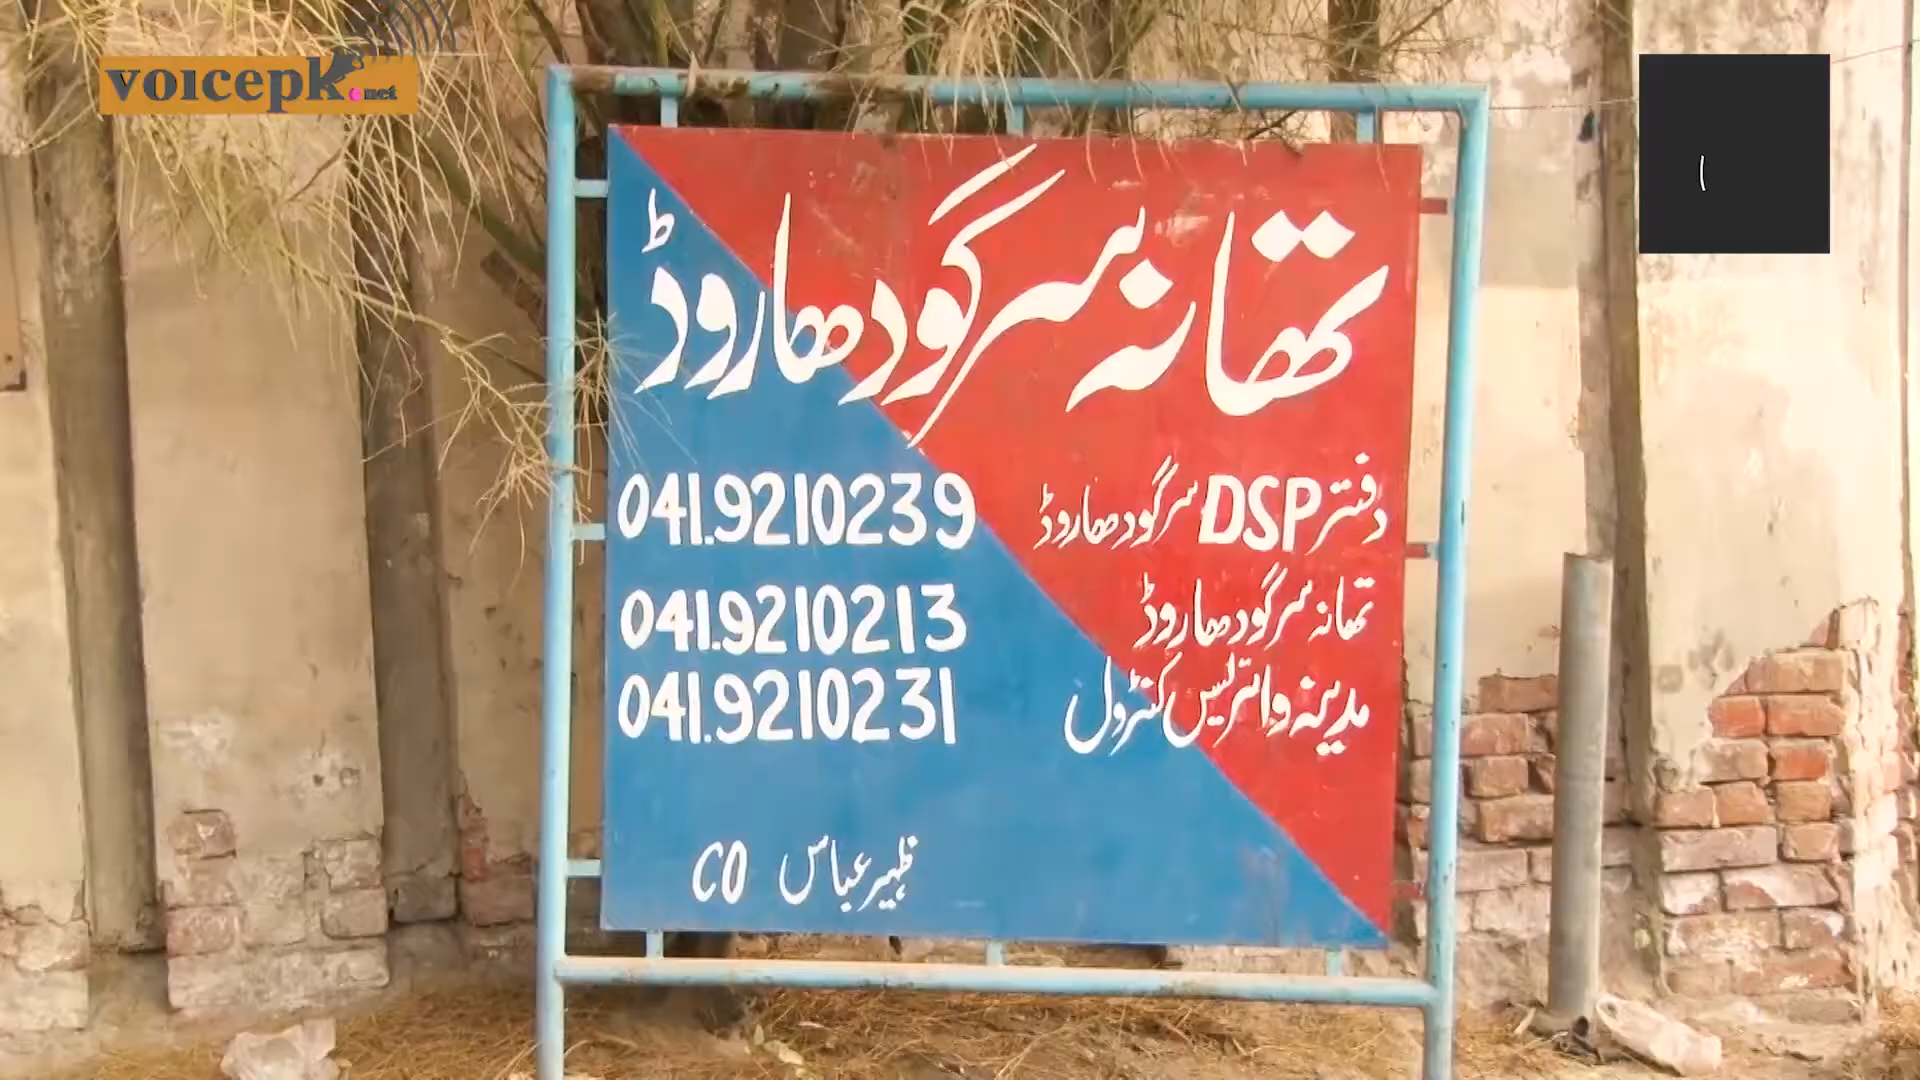 voicepk.net
تھانہ سرگودھا روڈ
دفتر DSP سرگودھا روڈ 041.9210239
تھانہ سرگودھا روڈ 041.9210213
مدینہ وائرلیس کنٹرول 041.9210231
ظہیر عباس CO